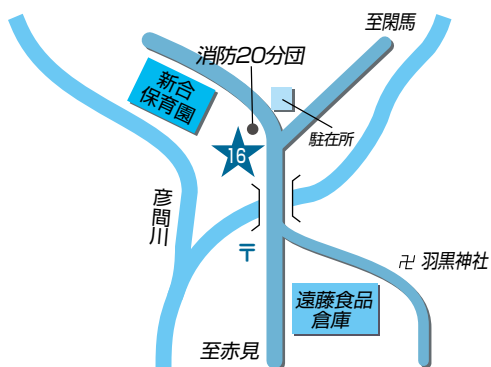 至閑馬
消防20分団
新合
保育園
駐在所
16
彦間川
〒
卍 羽黒神社
遠藤食品
倉庫
至赤見